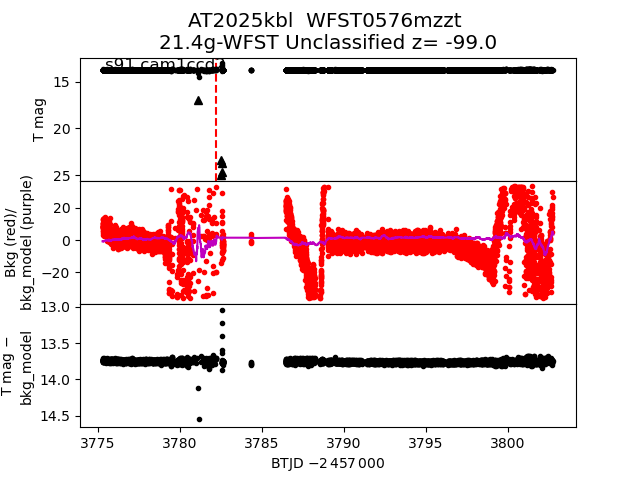 AT2025kbl  WFST0576mzzt
21.4g-WFST Unclassified z= -99.0
s91 cam1ccd
T mag
15
20
25
Bkg (red)/
bkg_model (purple)
20
0
−20
T mag −
bkg_model
13.0
13.5
14.0
14.5
3775 3780 3785 3790 3795 3800
BTJD −2 457 000